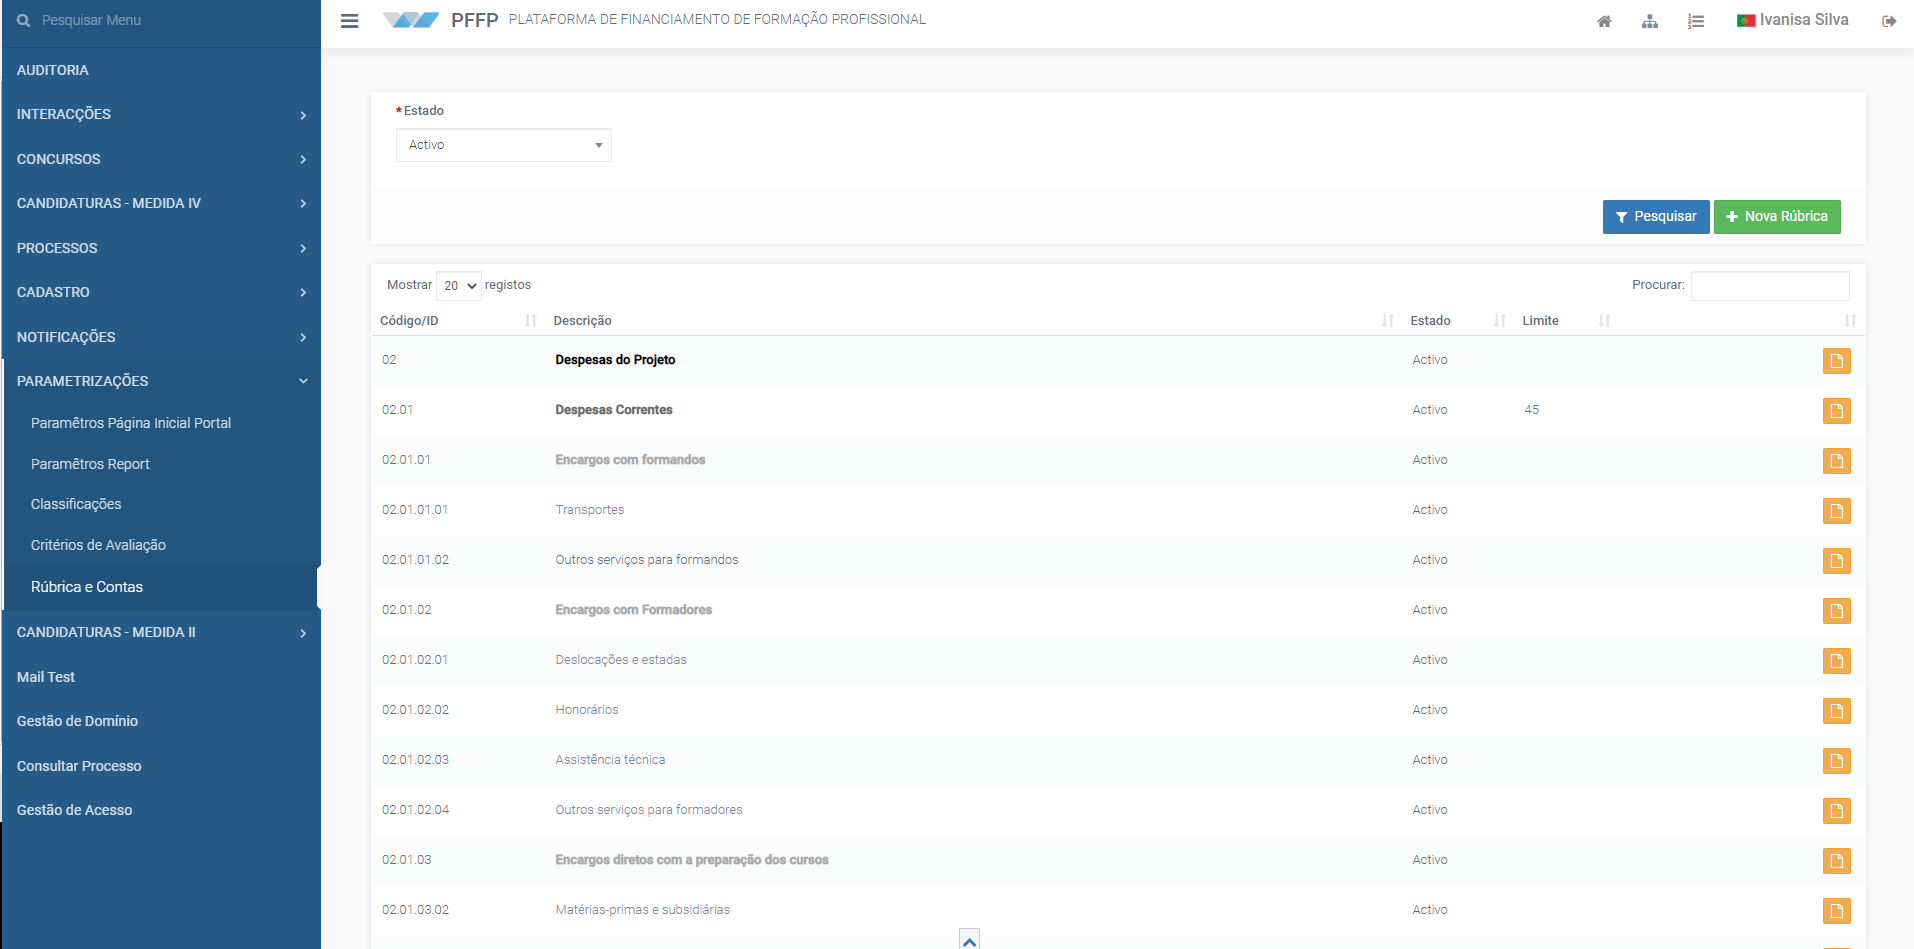 Pesquisar Menu
AUDITORIA
INTERACÇÕES
CONCURSOS
CANDIDATURAS - MEDIDA IV
PROCESSOS
CADASTRO
NOTIFICAÇÕES
PARAMETRIZAÇÕES
Paramêtros Página Inicial Portal
Paramêtros Report
Classificações
Critérios de Avaliação
Rúbrica e Contas
CANDIDATURAS - MEDIDA II
Mail Test
Gestão de Domínio
Consultar Processo
Gestão de Acesso
PFFP PLATAFORMA DE FINANCIAMENTO DE FORMAÇÃO PROFISSIONAL
Ivanisa Silva
* Estado
Activo
Pesquisar
Nova Rúbrica
Mostrar 20 registos
Procurar:
Código/ID Descrição Estado Limite
02 Despesas do Projeto Activo
02.01 Despesas Correntes Activo 45
02.01.01 Encargos com formandos Activo
02.01.01.01 Transportes Activo
02.01.01.02 Outros serviços para formandos Activo
02.01.02 Encargos com Formadores Activo
02.01.02.01 Deslocações e estadas Activo
02.01.02.02 Honorários Activo
02.01.02.03 Assistência técnica Activo
02.01.02.04 Outros serviços para formadores Activo
02.01.03 Encargos diretos com a preparação dos cursos Activo
02.01.03.02 Matérias-primas e subsidiárias Activo